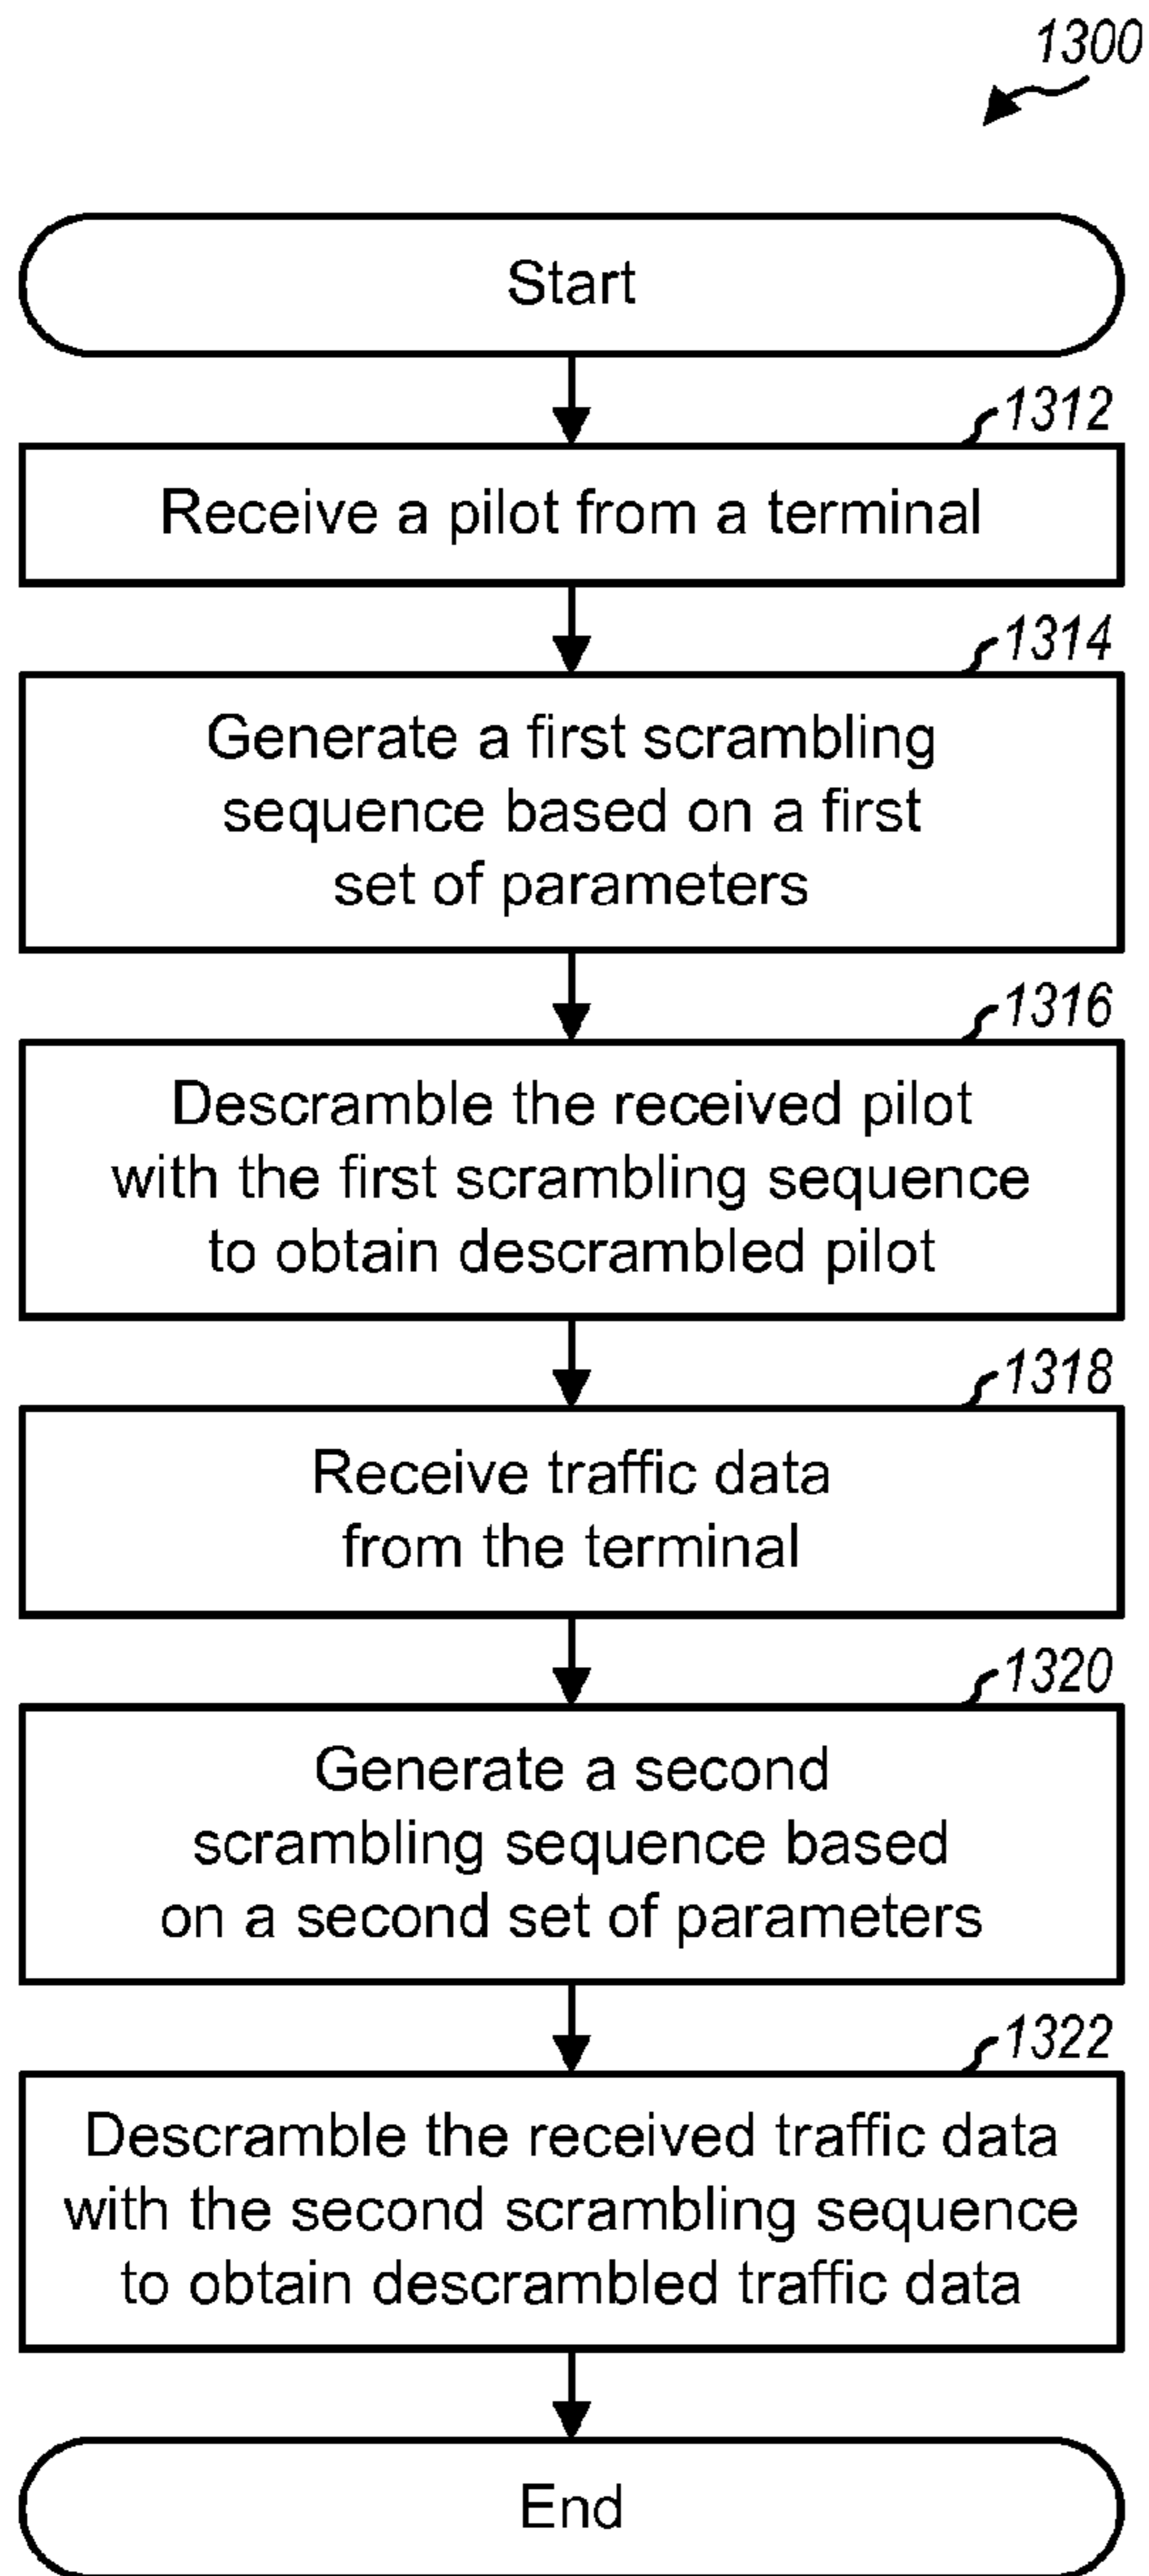 1300
Start
1312
Receive a pilot from a terminal
1314
Generate a first scrambling
sequence based on a first
set of parameters
1316
Descramble the received pilot
with the first scrambling sequence
to obtain descrambled pilot
1318
Receive traffic data
from the terminal
1320
Generate a second
scrambling sequence based
on a second set of parameters
1322
Descramble the received traffic data
with the second scrambling sequence
to obtain descrambled traffic data
End